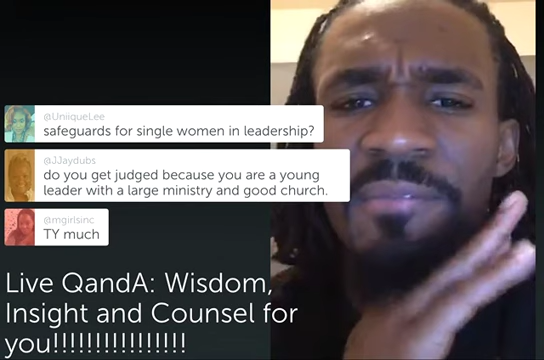 @UniiqueLee
safeguards for single women in leadership?
@JJaydubs
do you get judged because you are a young
leader with a large ministry and good church.
@mgirlsinc
TY much
Live QandA: Wisdom,
Insight and Counsel for
you!!!!!!!!!!!!!!!!!